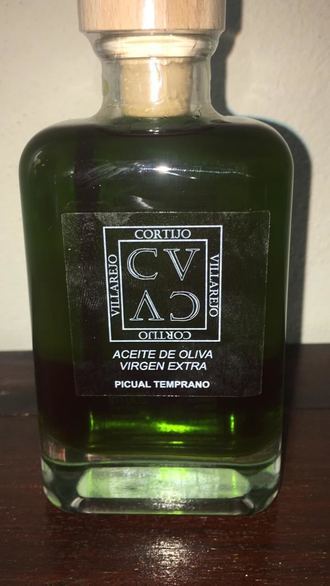 CORTIJO
VILLAREJO
CV
CV
VILLAREJO
CORTIJO
ACEITE DE OLIVA
VIRGEN EXTRA
PICUAL TEMPRANO